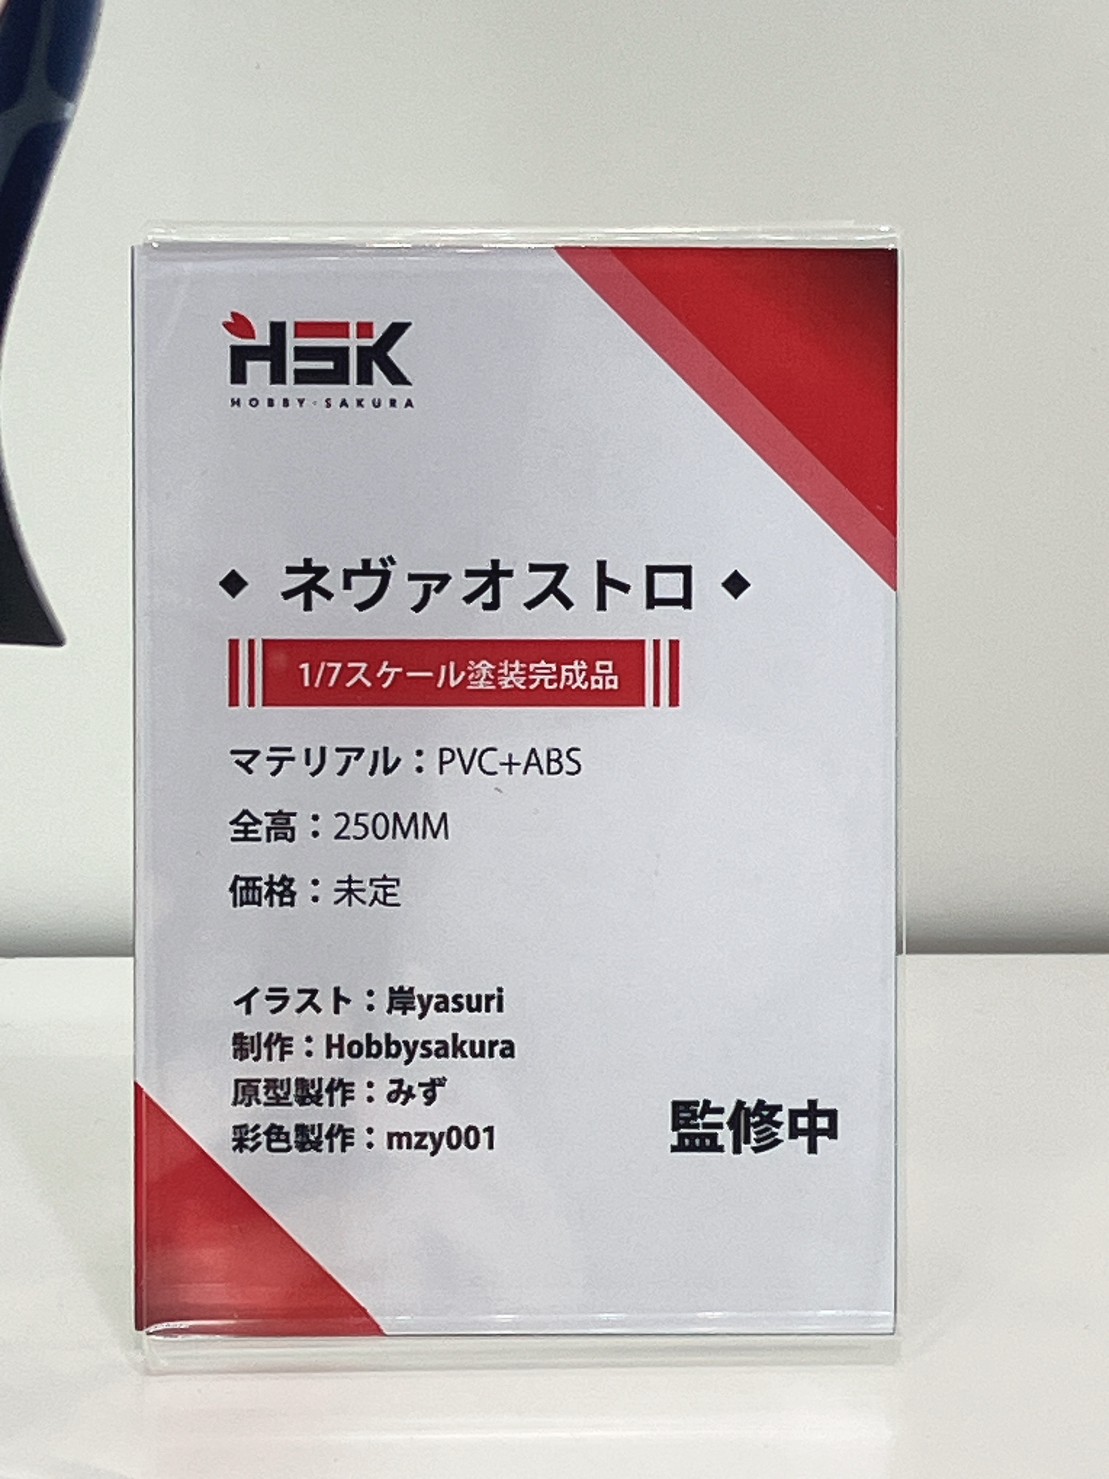 HSK
HOBBY・SAKURA
◆ ネヴァオストロ ◆
1/7スケール塗装完成品
マテリアル：PVC+ABS
全高：250MM
価格：未定
イラスト：岸yasuri
制作：Hobbysakura
原型製作：みず
彩色製作：mzy001
監修中